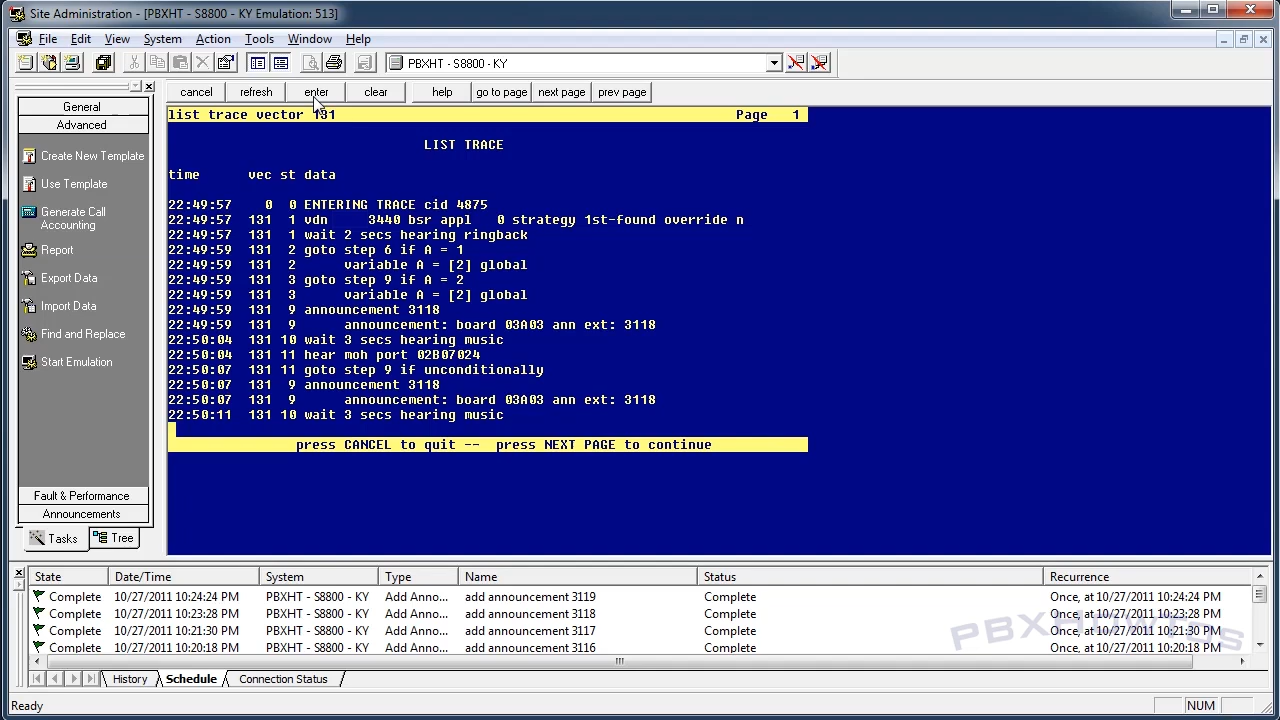 Site Administration - [PBXHT - S8800 - KY Emulation: 513]
File Edit View System Action Tools Window Help
PBXHT - S8800 - KY
cancel refresh enter clear help go to page next page prev page
General
Advanced
Create New Template
Use Template
Generate Call
Accounting
Report
Export Data
Import Data
Find and Replace
Start Emulation
Fault & Performance
Announcements
Tasks Tree
list trace vector 131 Page 1
LIST TRACE
time vec st data
22:49:57 0 0 ENTERING TRACE cid 4875
22:49:57 131 1 vdn 3440 bsr appl 0 strategy 1st-found override n
22:49:57 131 1 wait 2 secs hearing ringback
22:49:59 131 2 goto step 6 if A = 1
22:49:59 131 2 variable A = [2] global
22:49:59 131 3 goto step 9 if A = 2
22:49:59 131 3 variable A = [2] global
22:49:59 131 9 announcement 3118
22:49:59 131 9 announcement: board 03A03 ann ext: 3118
22:50:04 131 10 wait 3 secs hearing music
22:50:04 131 11 hear moh port 02B07024
22:50:07 131 11 goto step 9 if unconditionally
22:50:07 131 9 announcement 3118
22:50:07 131 9 announcement: board 03A03 ann ext: 3118
22:50:11 131 10 wait 3 secs hearing music
press CANCEL to quit -- press NEXT PAGE to continue
State Date/Time System Type Name Status Recurrence
Complete 10/27/2011 10:24:24 PM PBXHT - S8800 - KY Add Anno... add announcement 3119 Complete Once, at 10/27/2011 10:24:24 PM
Complete 10/27/2011 10:23:28 PM PBXHT - S8800 - KY Add Anno... add announcement 3118 Complete Once, at 10/27/2011 10:23:28 PM
Complete 10/27/2011 10:21:30 PM PBXHT - S8800 - KY Add Anno... add announcement 3117 Complete Once, at 10/27/2011 10:21:30 PM
Complete 10/27/2011 10:20:18 PM PBXHT - S8800 - KY Add Anno... add announcement 3116 Complete Once, at 10/27/2011 10:20:18 PM
History Schedule Connection Status
Ready NUM